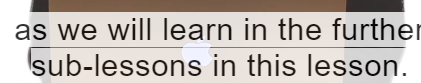 as we will learn in the further
sub-lessons in this lesson.